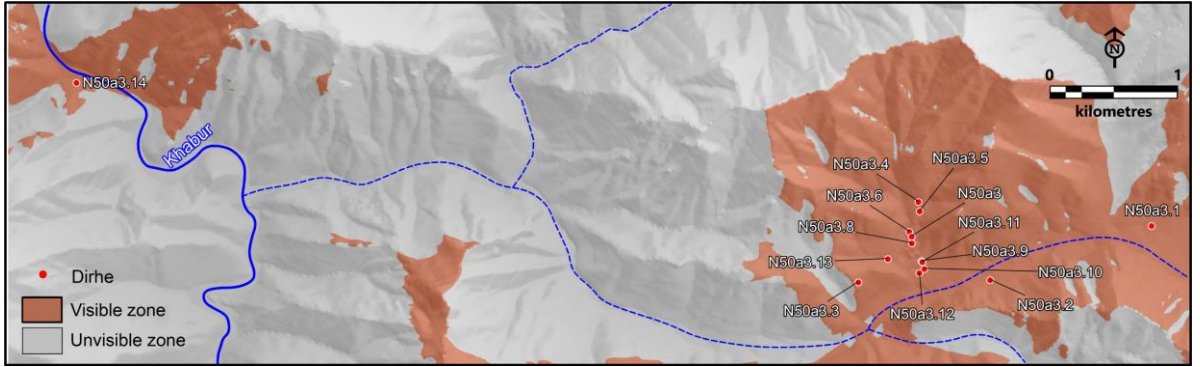 N50a3.14
Khabur
N
0 1
kilometres
N50a3.5
N50a3.4
N50a3.6
N50a3
N50a3.11
N50a3.8
N50a3.9
N50a3.1
N50a3.13
N50a3.10
N50a3.2
N50a3.3
N50a3.12
Dirhe
Visible zone
Unvisible zone